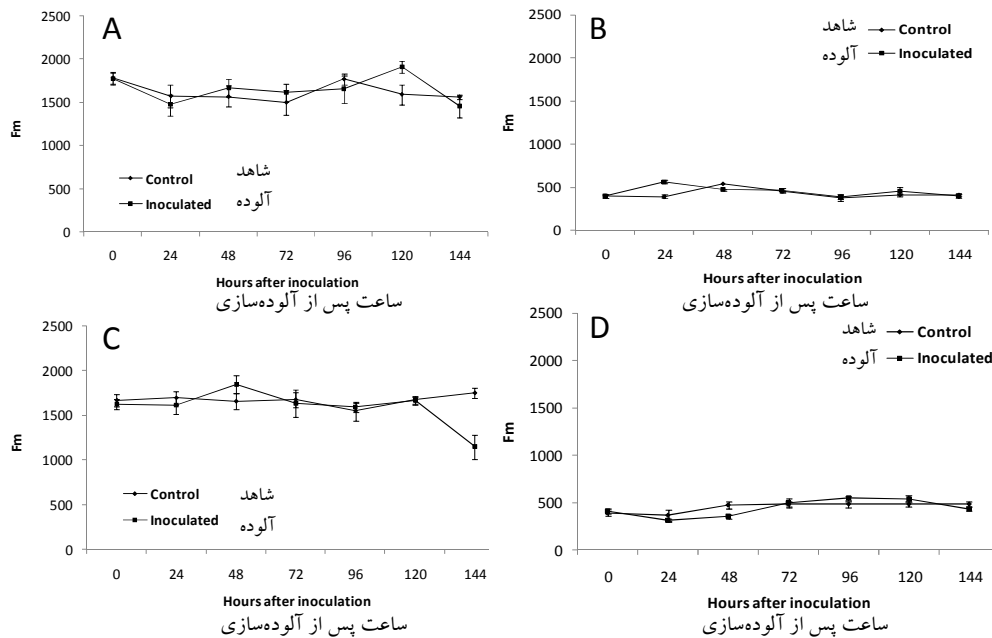 A
2500
2000
1500
1000
500
0
Fm
Control شاهد
Inoculated آلوده
0 24 48 72 96 120 144
Hours after inoculation
ساعت پس از آلوده‌سازی
B
2500
2000
1500
1000
500
0
Fm
شاهد Control
آلوده Inoculated
0 24 48 72 96 120 144
Hours after inoculation
ساعت پس از آلوده‌سازی
C
2500
2000
1500
1000
500
0
Fm
Control شاهد
Inoculated آلوده
0 24 48 72 96 120 144
Hours after inoculation
ساعت پس از آلوده‌سازی
D
2500
2000
1500
1000
500
0
Fm
شاهد Control
آلوده Inoculated
0 24 48 72 96 120 144
Hours after inoculation
ساعت پس از آلوده‌سازی